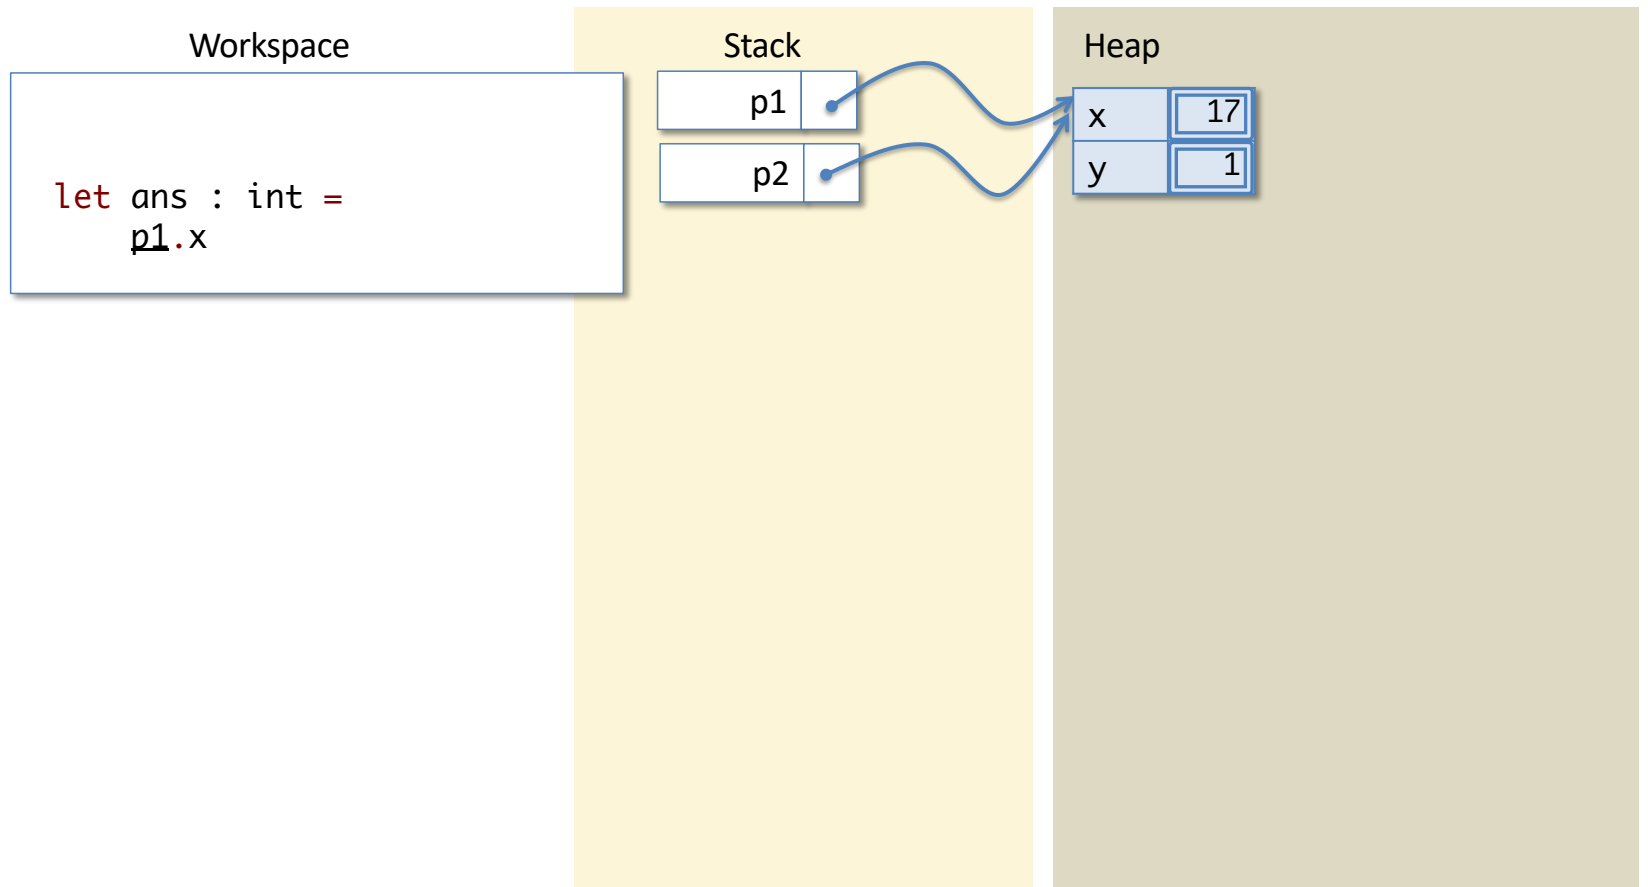 Workspace
Stack
Heap
let ans : int =
p1.x
p1
p2
x 17
y 1